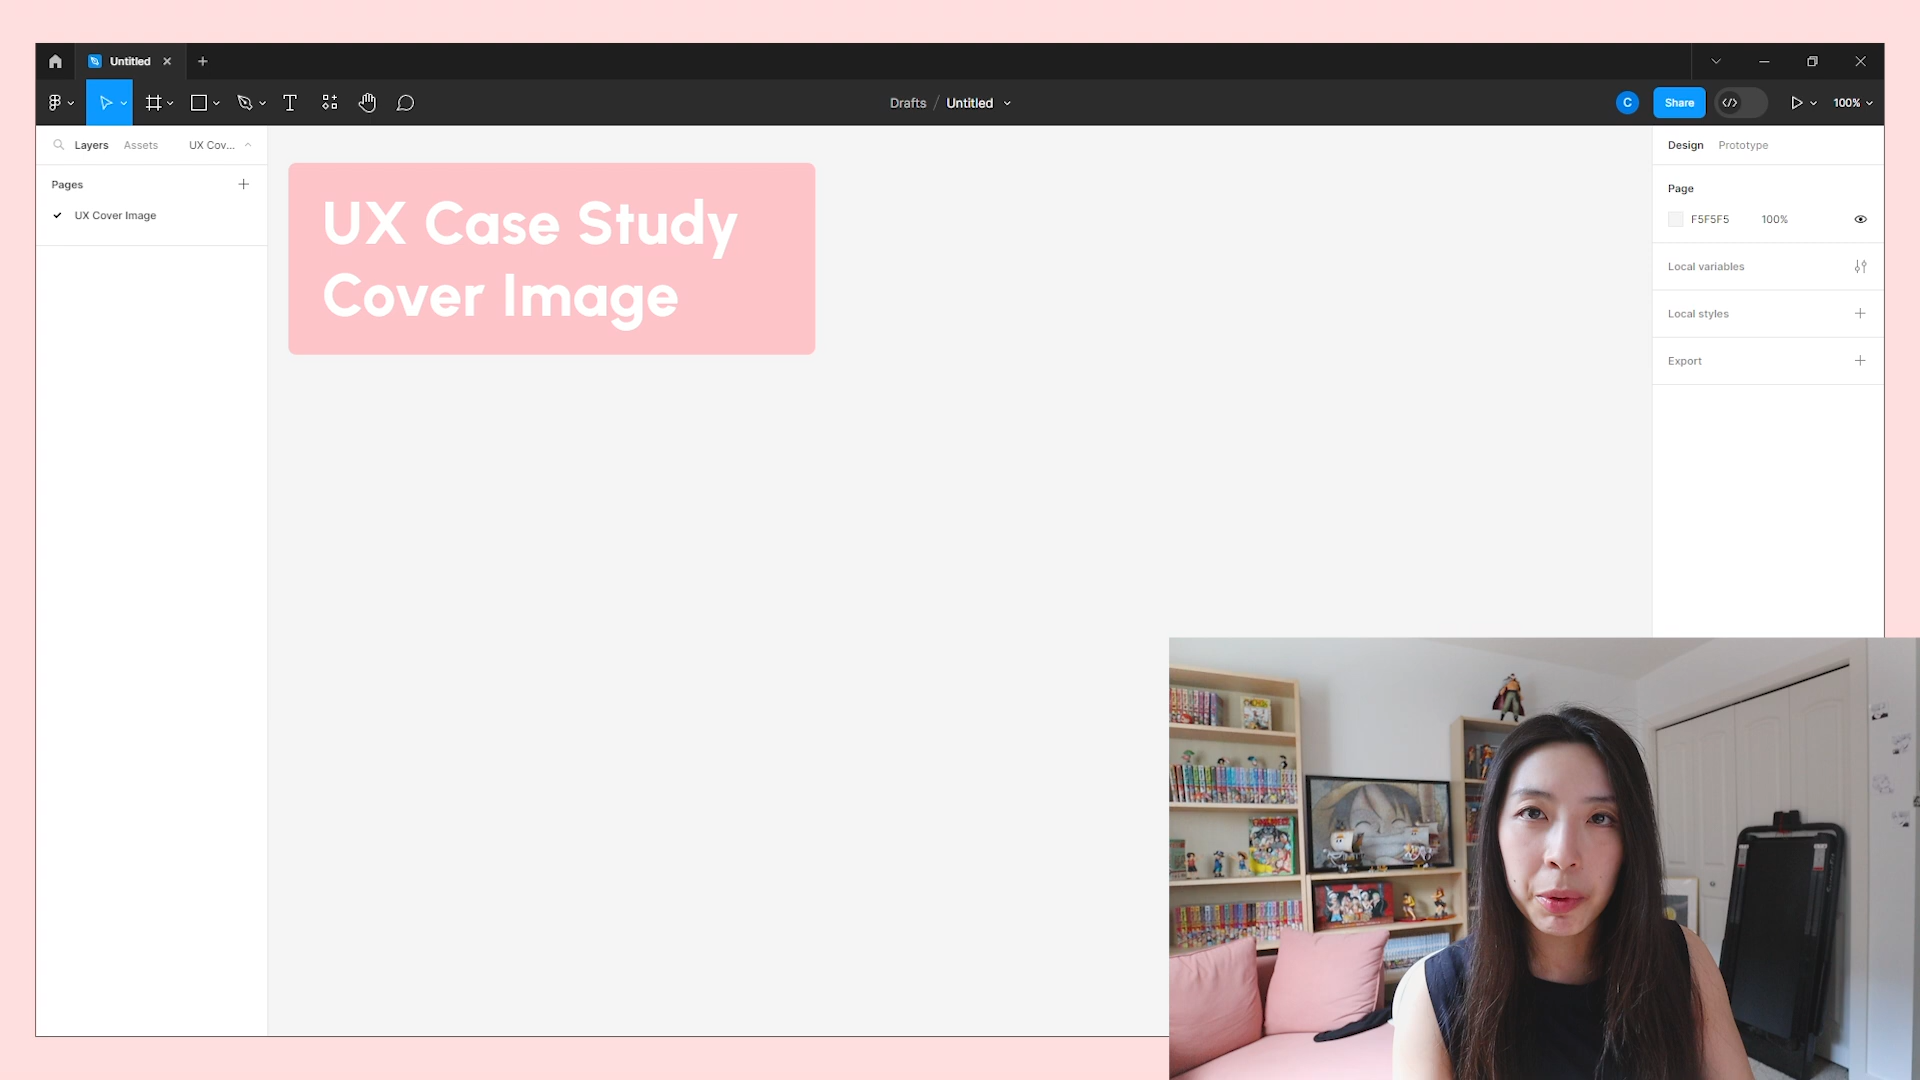 Untitled
Drafts / Untitled
C
Share
100%
Layers Assets UX Cov...
Pages
UX Cover Image
UX Case Study
Cover Image
Design Prototype
Page
F5F5F5 100%
Local variables
Local styles
Export